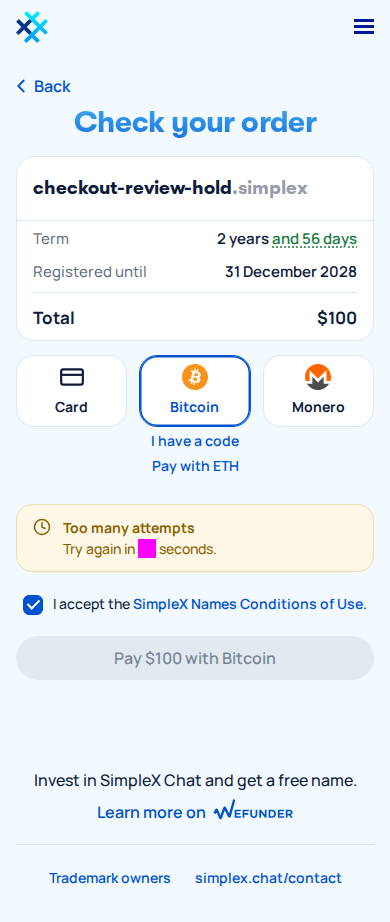 Back
Check your order
checkout-review-hold.simplex
Term 2 years and 56 days
Registered until 31 December 2028
Total $100
Card Bitcoin Monero
I have a code
Pay with ETH
Too many attempts
Try again in seconds.
I accept the SimpleX Names Conditions of Use.
Pay $100 with Bitcoin
Invest in SimpleX Chat and get a free name.
Learn more on WEFUNDER
Trademark owners simplex.chat/contact